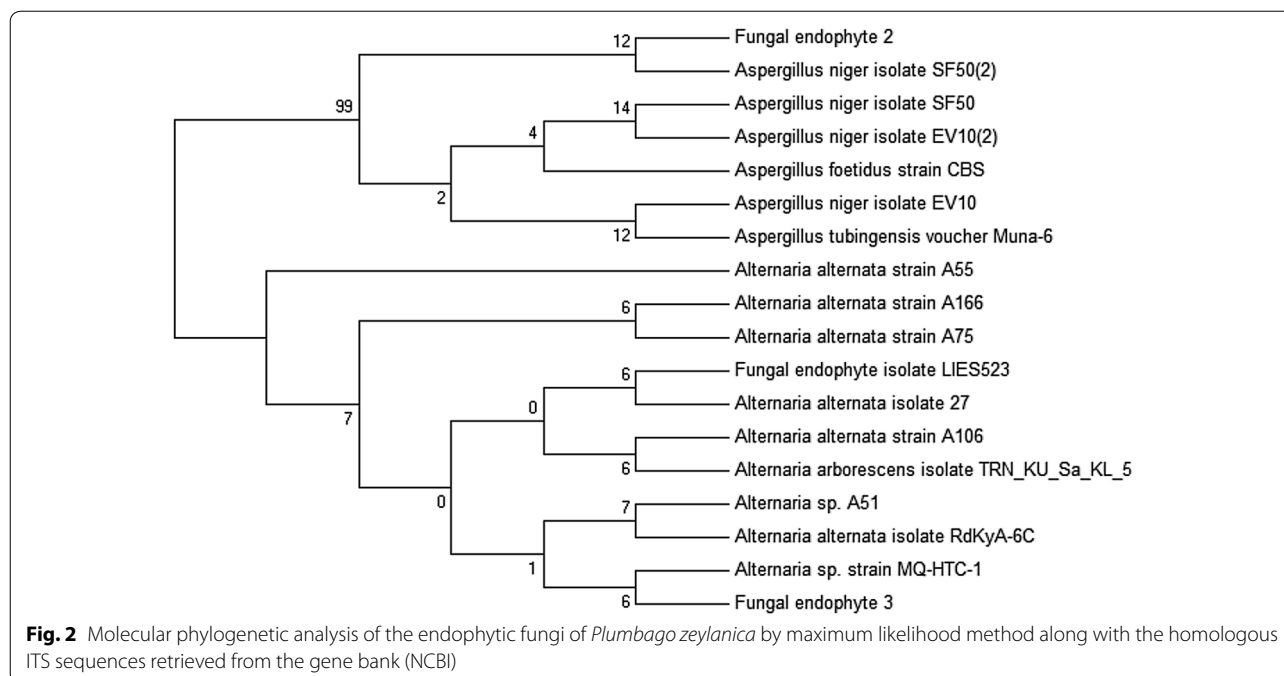 12
Fungal endophyte 2
Aspergillus niger isolate SF50(2)
99
14
Aspergillus niger isolate SF50
4
Aspergillus niger isolate EV10(2)
Aspergillus foetidus strain CBS
2
Aspergillus niger isolate EV10
12
Aspergillus tubingensis voucher Muna-6
Alternaria alternata strain A55
6
Alternaria alternata strain A166
Alternaria alternata strain A75
7
6
Fungal endophyte isolate LIES523
0
Alternaria alternata isolate 27
Alternaria alternata strain A106
6
Alternaria arborescens isolate TRN_KU_Sa_KL_5
0
7
Alternaria sp. A51
Alternaria alternata isolate RdKyA-6C
1
Alternaria sp. strain MQ-HTC-1
6
Fungal endophyte 3
Fig. 2 Molecular phylogenetic analysis of the endophytic fungi of Plumbago zeylanica by maximum likelihood method along with the homologous
ITS sequences retrieved from the gene bank (NCBI)